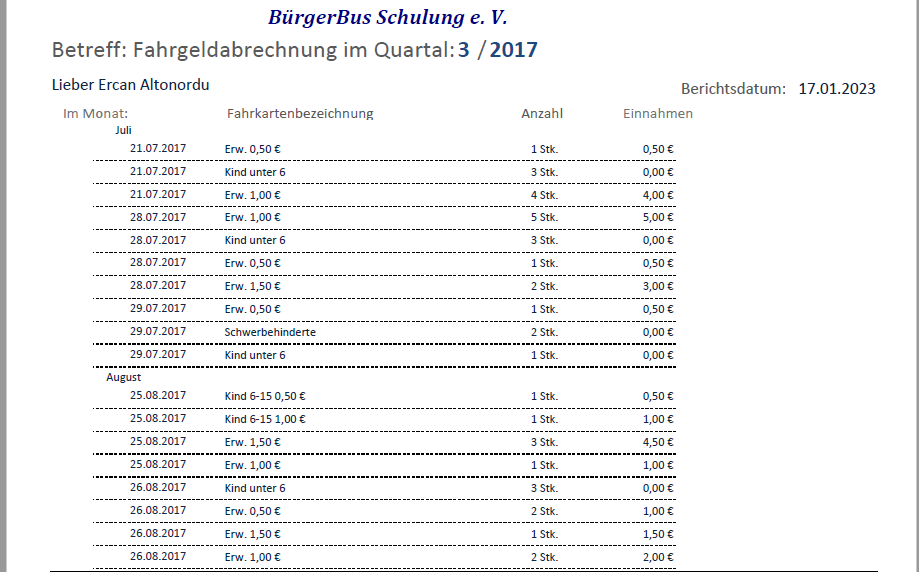 BürgerBus Schulung e. V.
Betreff: Fahrgeldabrechnung im Quartal: 3 / 2017
Lieber Ercan Altonordu
Berichtsdatum: 17.01.2023
Im Monat: Fahrkartenbezeichnung Anzahl Einnahmen
Juli
21.07.2017 Erw. 0,50 € 1 Stk. 0,50 €
21.07.2017 Kind unter 6 3 Stk. 0,00 €
21.07.2017 Erw. 1,00 € 4 Stk. 4,00 €
28.07.2017 Erw. 1,00 € 5 Stk. 5,00 €
28.07.2017 Kind unter 6 3 Stk. 0,00 €
28.07.2017 Erw. 0,50 € 1 Stk. 0,50 €
28.07.2017 Erw. 1,50 € 2 Stk. 3,00 €
29.07.2017 Erw. 0,50 € 1 Stk. 0,50 €
29.07.2017 Schwerbehinderte 2 Stk. 0,00 €
29.07.2017 Kind unter 6 1 Stk. 0,00 €
August
25.08.2017 Kind 6-15 0,50 € 1 Stk. 0,50 €
25.08.2017 Kind 6-15 1,00 € 1 Stk. 1,00 €
25.08.2017 Erw. 1,50 € 3 Stk. 4,50 €
25.08.2017 Erw. 1,00 € 1 Stk. 1,00 €
26.08.2017 Kind unter 6 3 Stk. 0,00 €
26.08.2017 Erw. 0,50 € 2 Stk. 1,00 €
26.08.2017 Erw. 1,50 € 1 Stk. 1,50 €
26.08.2017 Erw. 1,00 € 2 Stk. 2,00 €